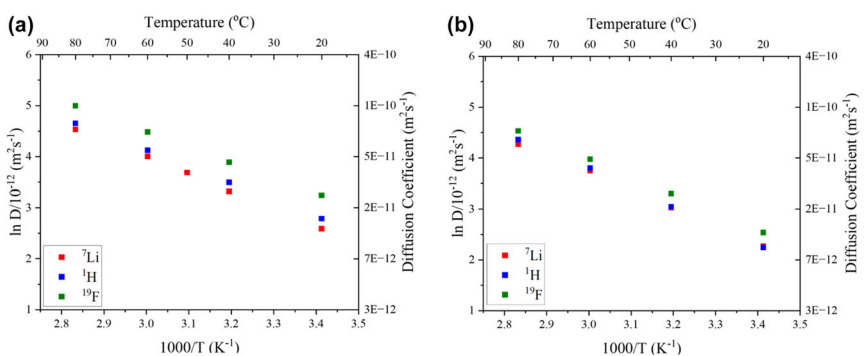 (a)
Temperature (°C)
90 80 70 60 50 40 30 20
6
5
4
3
2
1
ln D/10⁻¹² (m²s⁻¹)
4E−10
1E−10
5E−11
2E−11
7E−12
3E−12
Diffusion Coefficient (m²s⁻¹)
⁷Li
¹H
¹⁹F
2.8 2.9 3.0 3.1 3.2 3.3 3.4 3.5
1000/T (K⁻¹)
(b)
Temperature (°C)
90 80 70 60 50 40 30 20
6
5
4
3
2
1
ln D/10⁻¹² (m²s⁻¹)
4E−10
1E−10
5E−11
2E−11
7E−12
3E−12
Diffusion Coefficient (m²s⁻¹)
⁷Li
¹H
¹⁹F
2.8 2.9 3.0 3.1 3.2 3.3 3.4 3.5
1000/T (K⁻¹)